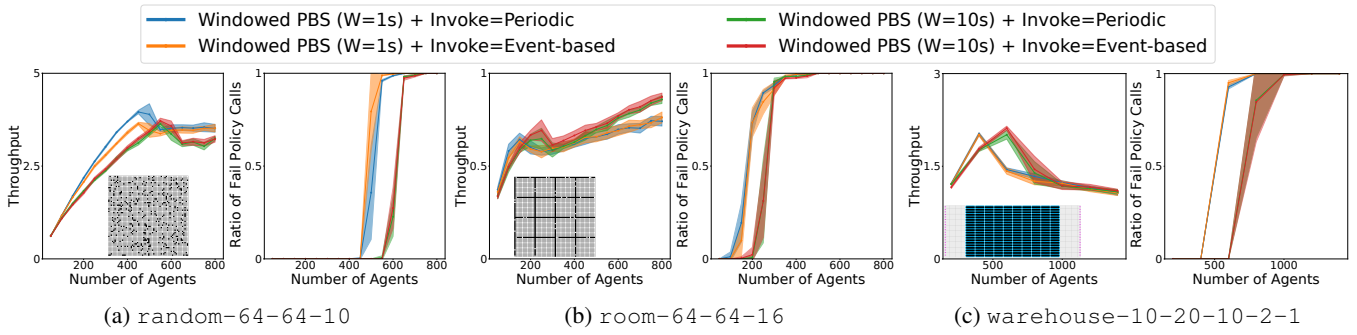 Windowed PBS (W=1s) + Invoke=Periodic
Windowed PBS (W=1s) + Invoke=Event-based
Windowed PBS (W=10s) + Invoke=Periodic
Windowed PBS (W=10s) + Invoke=Event-based
Throughput
5
2.5
0
200 400 600 800
Number of Agents
Ratio of Fail Policy Calls
1
0.5
0
200 400 600 800
Number of Agents
(a) random-64-64-10
Throughput
1
0.5
0
200 400 600 800
Number of Agents
Ratio of Fail Policy Calls
1
0.5
0
200 400 600 800
Number of Agents
(b) room-64-64-16
Throughput
3
1.5
0
500 1000
Number of Agents
Ratio of Fail Policy Calls
1
0.5
0
500 1000
Number of Agents
(c) warehouse-10-20-10-2-1